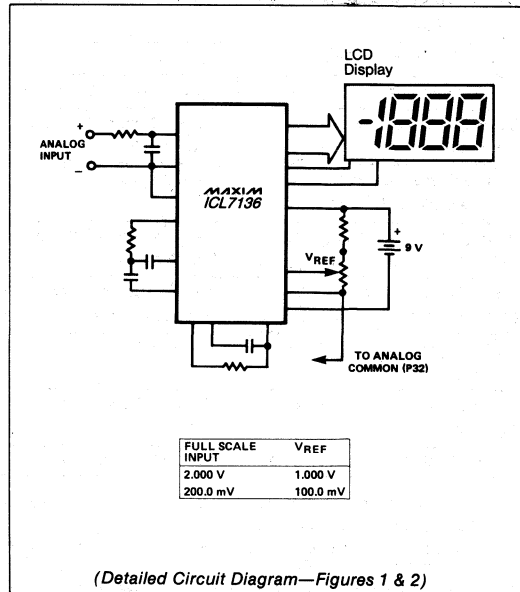 LCD
Display
-1888
+
ANALOG
INPUT
−
MAXIM
ICL7136
+
9 V
VREF
TO ANALOG
COMMON (P32)
FULL SCALE INPUT VREF
2.000 V 1.000 V
200.0 mV 100.0 mV
(Detailed Circuit Diagram—Figures 1 & 2)